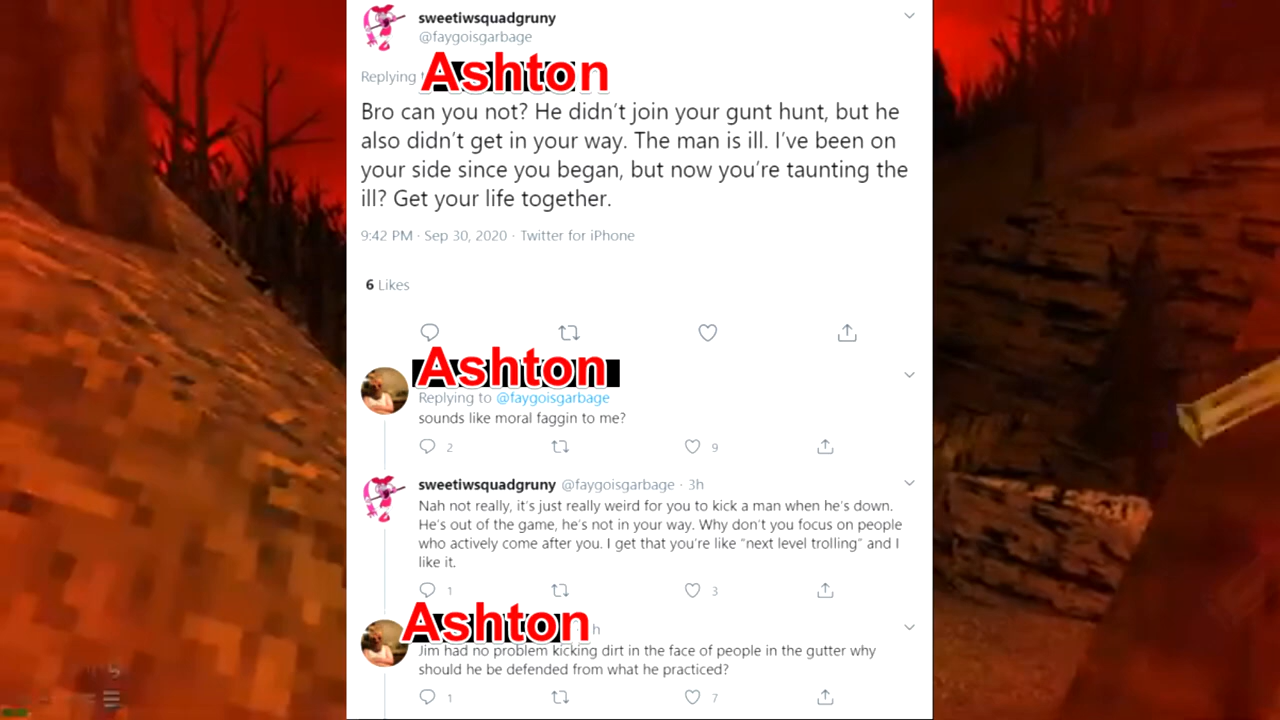 sweetiwsquadgruny
@faygoisgarbage
Replying
Ashton
Bro can you not? He didn't join your gunt hunt, but he
also didn't get in your way. The man is ill. I've been on
your side since you began, but now you're taunting the
ill? Get your life together.
9:42 PM · Sep 30, 2020 · Twitter for iPhone
6 Likes
Ashton
Replying to @faygoisgarbage
sounds like moral faggin to me?
2 9
sweetiwsquadgruny @faygoisgarbage · 3h
Nah not really, it's just really weird for you to kick a man when he's down.
He's out of the game, he's not in your way. Why don't you focus on people
who actively come after you. I get that you're like "next level trolling" and I
like it.
1 3
Ashton h
Jim had no problem kicking dirt in the face of people in the gutter why
should he be defended from what he practiced?
1 7